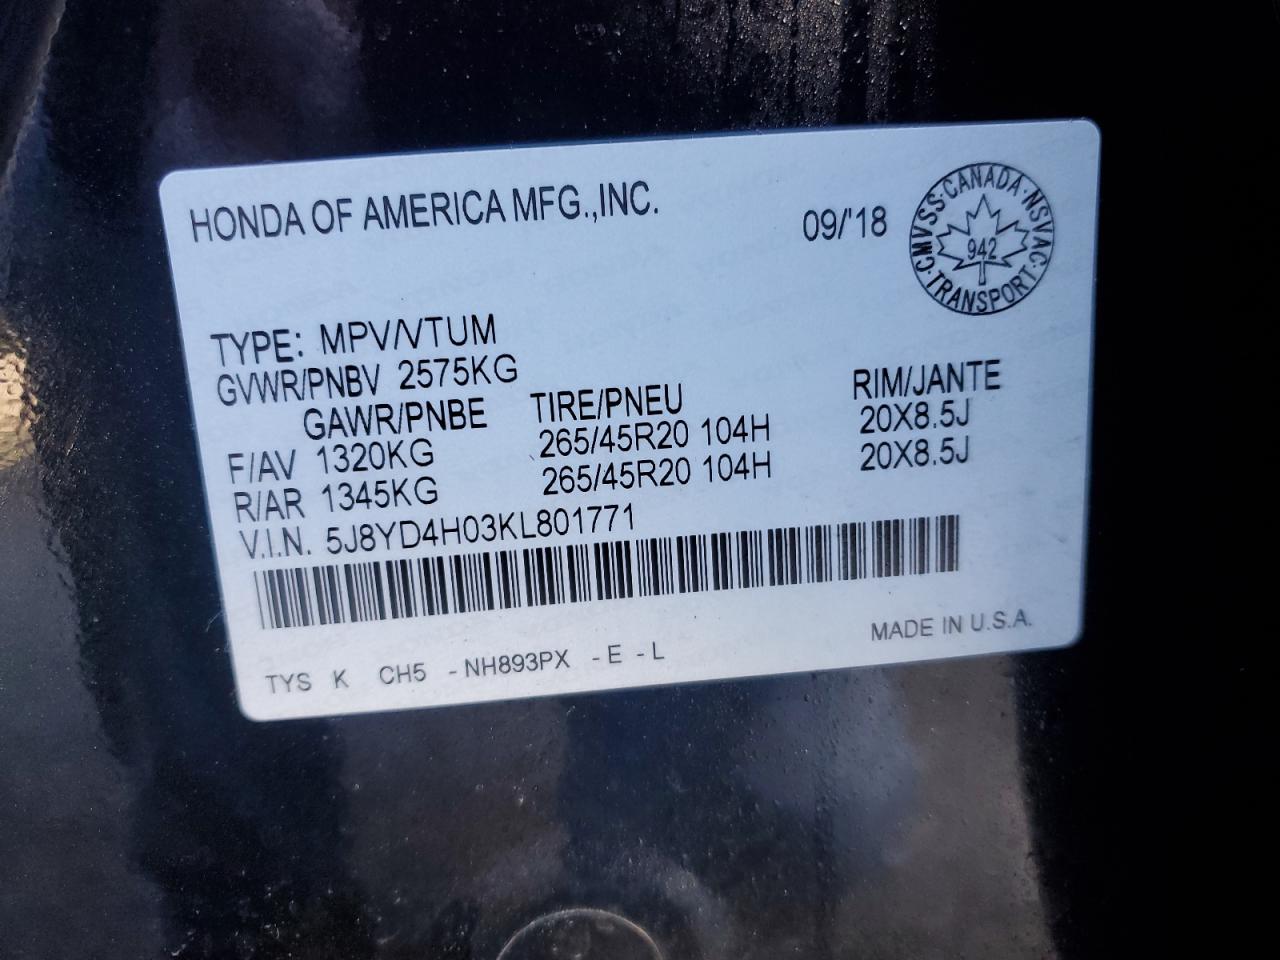 HONDA OF AMERICA MFG.,INC.
09/'18
CMVSS·CANADA·NSVAC·TRANSPORT
942
TYPE: MPV/VTUM
GVWR/PNBV 2575KG
GAWR/PNBE TIRE/PNEU RIM/JANTE
F/AV 1320KG 265/45R20 104H 20X8.5J
R/AR 1345KG 265/45R20 104H 20X8.5J
V.I.N. 5J8YD4H03KL801771
MADE IN U.S.A.
TYS K CH5 -NH893PX -E -L